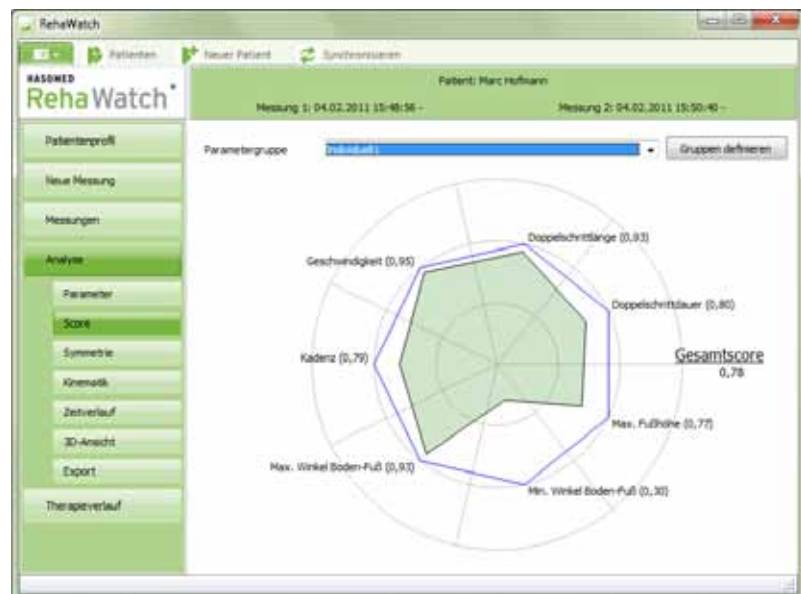 RehaWatch
Patienten
Neuer Patient
Synchronisieren
HASOMED
RehaWatch
Patient: Marc Hofmann
Messung 1: 04.02.2011 15:48:56 -
Messung 2: 04.02.2011 15:50:40 -
Patientenprofil
Neue Messung
Messungen
Analyse
Parameter
Score
Symmetrie
Kinematik
Zeitverlauf
3D-Ansicht
Export
Therapieverlauf
Parametergruppe
Gruppen definieren
Doppelschrittlänge (0,93)
Geschwindigkeit (0,95)
Doppelschrittdauer (0,80)
Kadenz (0,79)
Gesamtscore
0,78
Max. Fußhöhe (0,77)
Max. Winkel Boden-Fuß (0,93)
Min. Winkel Boden-Fuß (0,30)